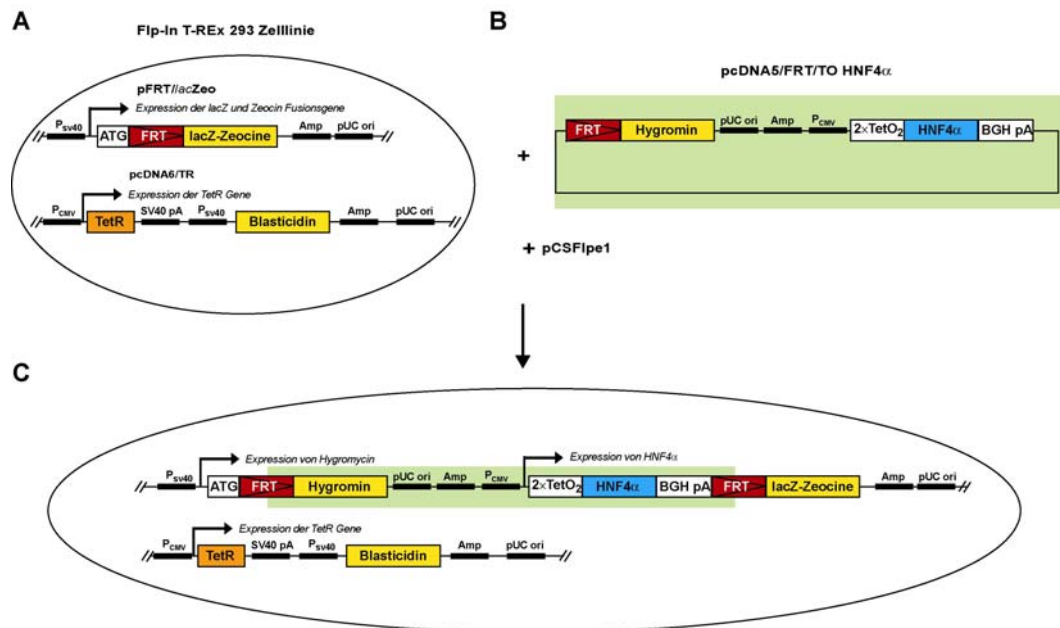 A
Flp-In T-REx 293 Zelllinie
pFRT/lacZeo
Expression der lacZ und Zeocin Fusionsgene
PSV40
ATG
FRT
lacZ-Zeocine
Amp
pUC ori
pcDNA6/TR
Expression der TetR Gene
PCMV
TetR
SV40 pA
PSV40
Blasticidin
Amp
pUC ori
B
pcDNA5/FRT/TO HNF4α
FRT
Hygromin
pUC ori
Amp
PCMV
2×TetO2
HNF4α
BGH pA
+
+ pCSFlpe1
C
Expression von Hygromycin
Expression von HNF4α
PSV40
ATG
FRT
Hygromin
pUC ori
Amp
PCMV
2×TetO2
HNF4α
BGH pA
FRT
lacZ-Zeocine
Amp
pUC ori
Expression der TetR Gene
PCMV
TetR
SV40 pA
PSV40
Blasticidin
Amp
pUC ori